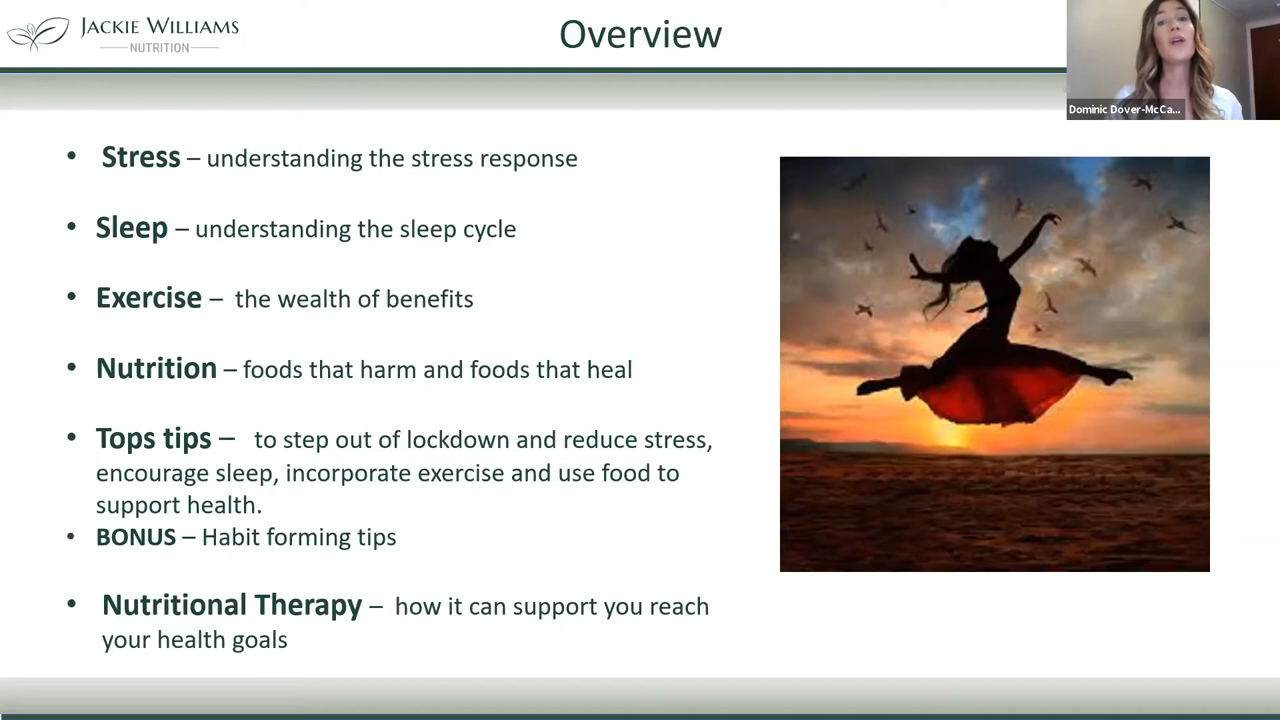 JACKIE WILLIAMS
NUTRITION
Overview
Dominic Dover-McCa...
• Stress – understanding the stress response
• Sleep – understanding the sleep cycle
• Exercise – the wealth of benefits
• Nutrition – foods that harm and foods that heal
• Tops tips – to step out of lockdown and reduce stress,
encourage sleep, incorporate exercise and use food to
support health.
• BONUS – Habit forming tips
• Nutritional Therapy – how it can support you reach
your health goals